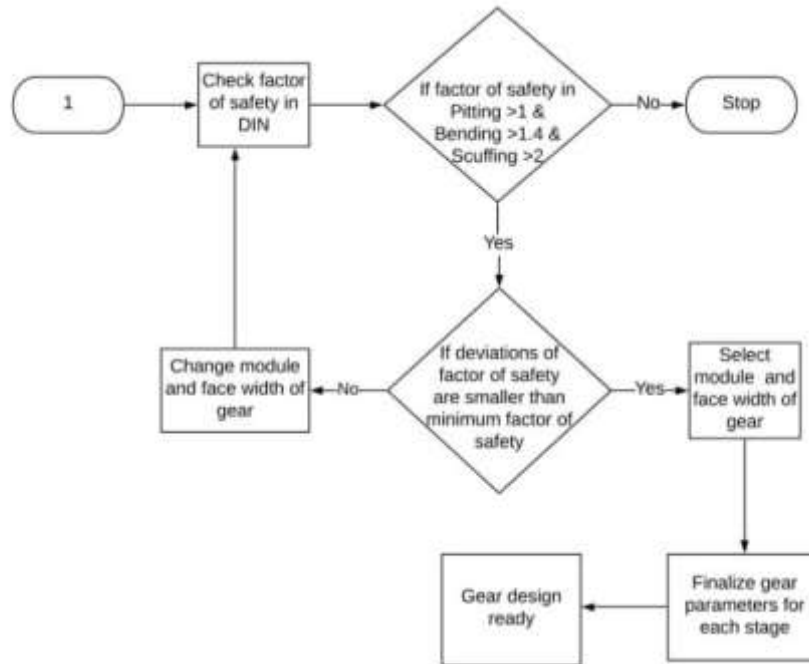 1
Check factor
of safety in
DIN
If factor of safety in
Pitting >1 &
Bending >1.4 &
Scuffing >2
No
Stop
Yes
Change module
and face width of
gear
No
If deviations of
factor of safety
are smaller than
minimum factor of
safety
Yes
Select
module and
face width of
gear
Gear design
ready
Finalize gear
parameters for
each stage